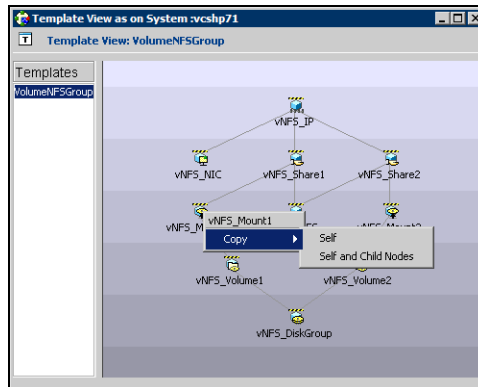 Template View as on System :vcshp71
T Template View: VolumeNFSGroup
Templates
VolumeNFSGroup
vNFS_IP
vNFS_NIC vNFS_Share1 vNFS_Share2
vNFS_Mount1
Copy
Self
Self and Child Nodes
vNFS_Volume1 vNFS_Volume2
vNFS_DiskGroup